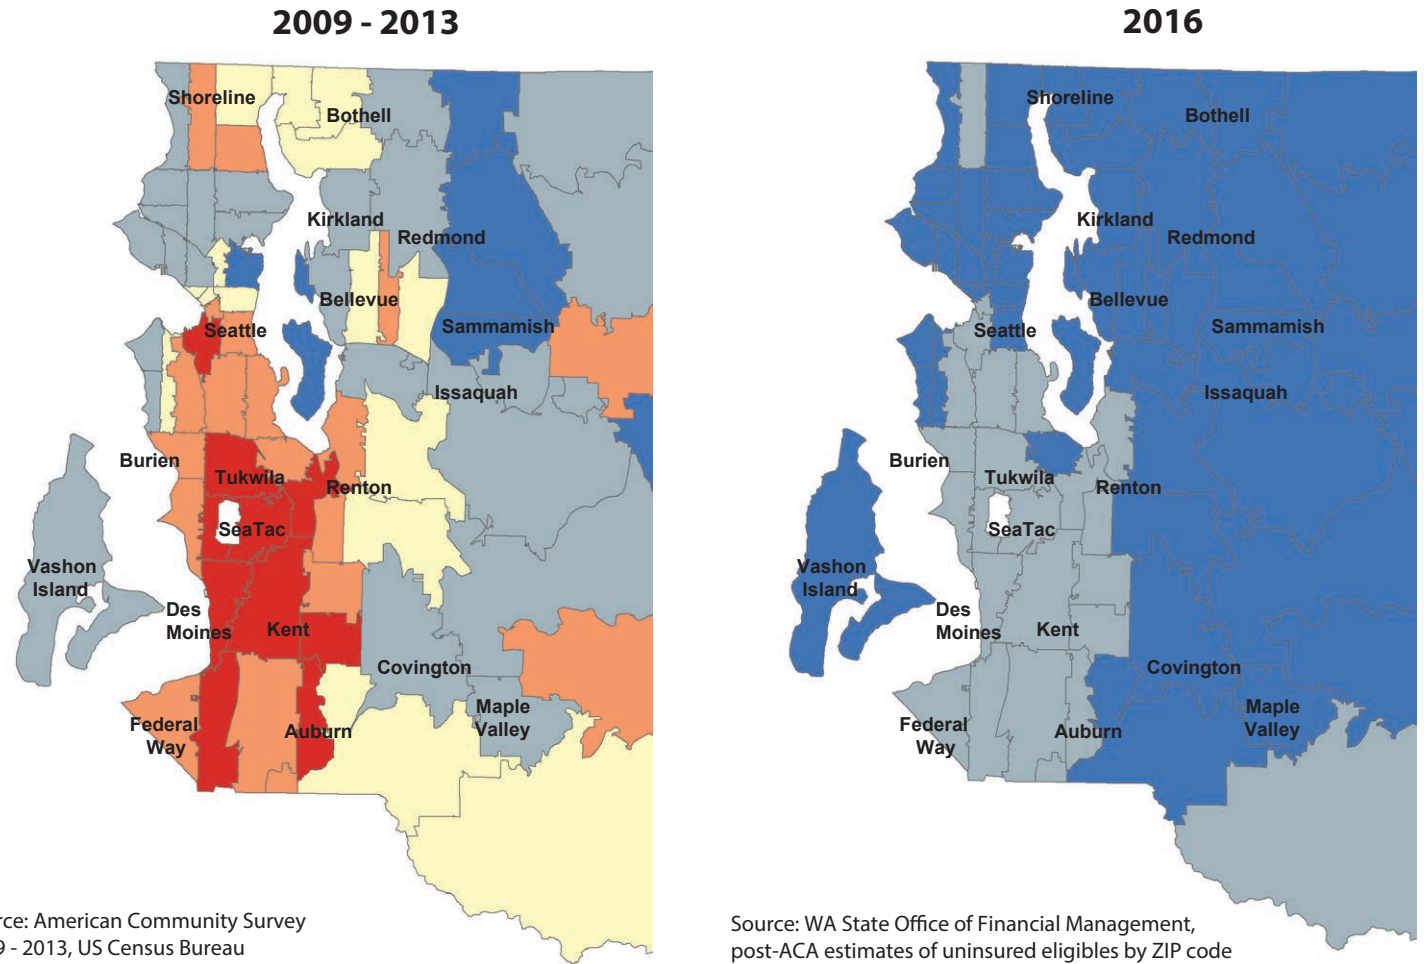 2009 - 2013
Shoreline
Bothell
Kirkland
Redmond
Bellevue
Seattle
Sammamish
Issaquah
Burien
Tukwila
Renton
SeaTac
Vashon
Island
Des
Moines
Kent
Covington
Federal
Way
Auburn
Maple
Valley
rce: American Community Survey
9 - 2013, US Census Bureau
2016
Shoreline
Bothell
Kirkland
Redmond
Bellevue
Seattle
Sammamish
Issaquah
Burien
Tukwila
Renton
SeaTac
Vashon
Island
Des
Moines
Kent
Covington
Federal
Way
Auburn
Maple
Valley
Source: WA State Office of Financial Management,
post-ACA estimates of uninsured eligibles by ZIP code